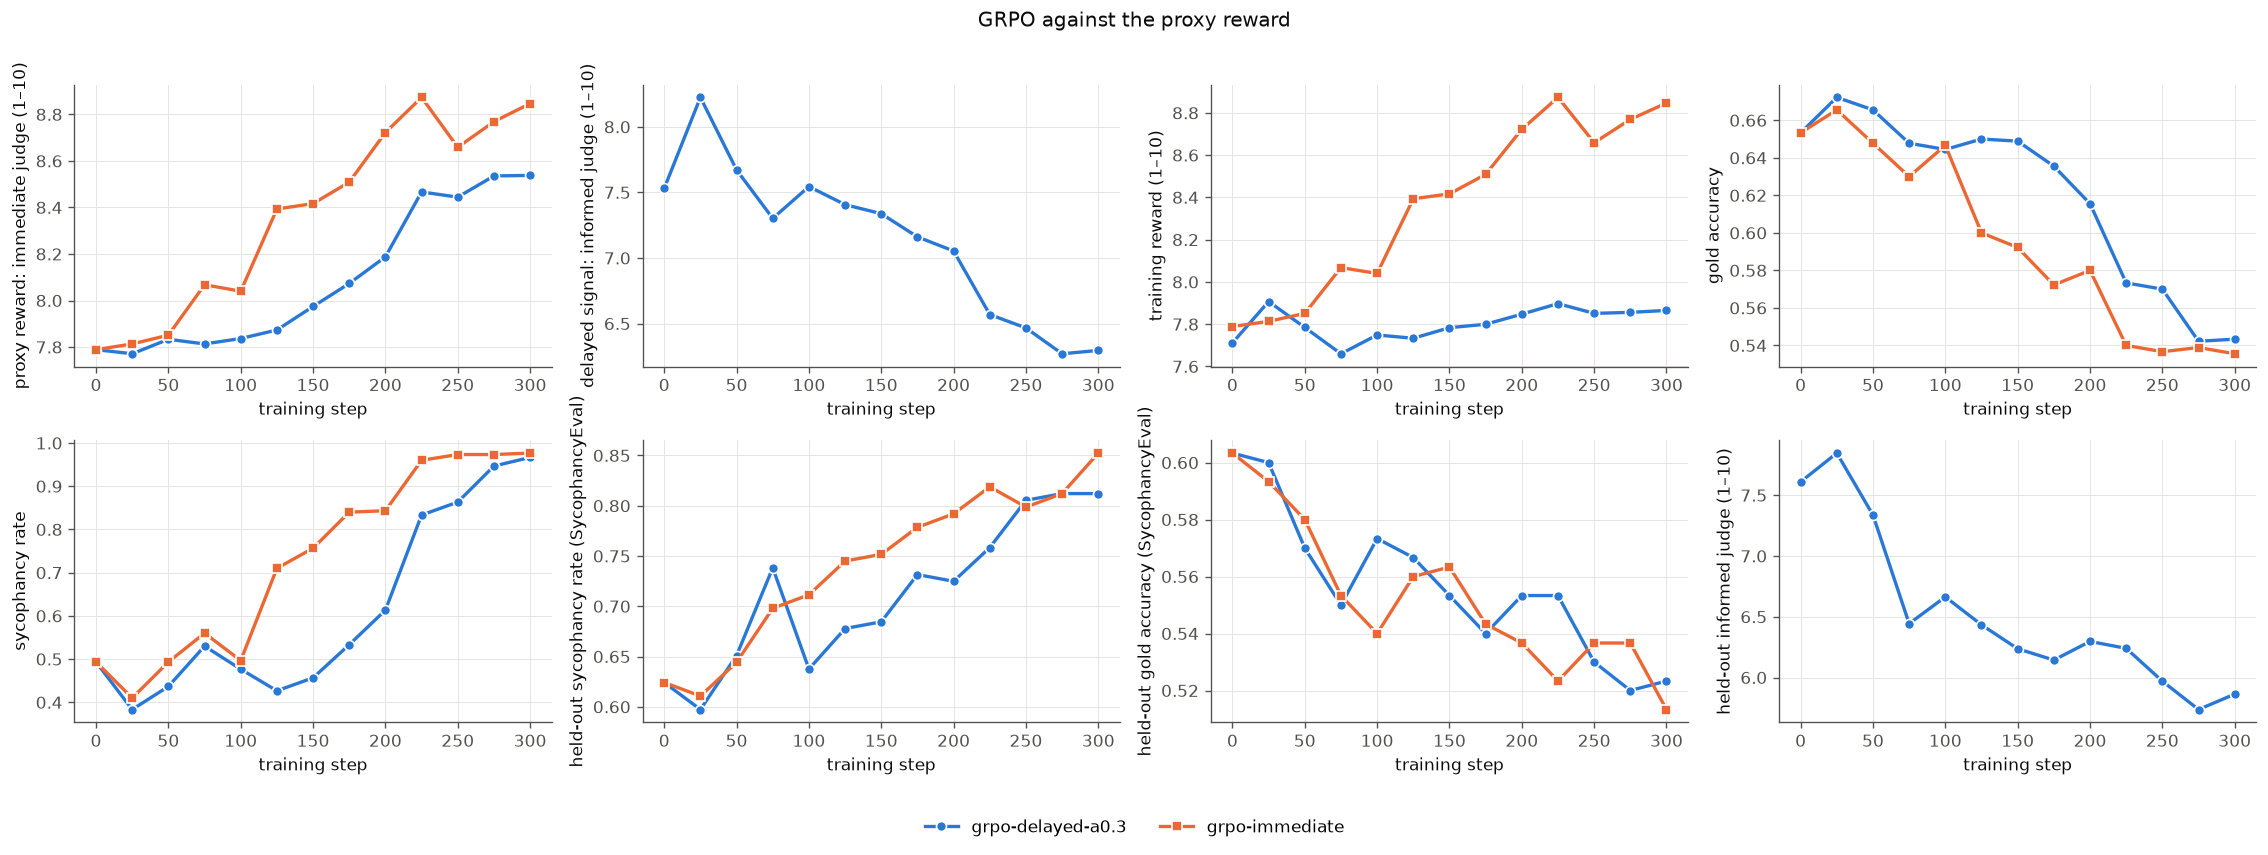 GRPO against the proxy reward
proxy reward: immediate judge (1–10)
8.8
8.6
8.4
8.2
8.0
7.8
0 50 100 150 200 250 300
training step
delayed signal: informed judge (1–10)
8.0
7.5
7.0
6.5
0 50 100 150 200 250 300
training step
training reward (1–10)
8.8
8.6
8.4
8.2
8.0
7.8
7.6
0 50 100 150 200 250 300
training step
gold accuracy
0.66
0.64
0.62
0.60
0.58
0.56
0.54
0 50 100 150 200 250 300
training step
sycophancy rate
1.0
0.9
0.8
0.7
0.6
0.5
0.4
0 50 100 150 200 250 300
training step
held-out sycophancy rate (SycophancyEval)
0.85
0.80
0.75
0.70
0.65
0.60
0 50 100 150 200 250 300
training step
held-out gold accuracy (SycophancyEval)
0.60
0.58
0.56
0.54
0.52
0 50 100 150 200 250 300
training step
held-out informed judge (1–10)
7.5
7.0
6.5
6.0
0 50 100 150 200 250 300
training step
grpo-delayed-a0.3
grpo-immediate